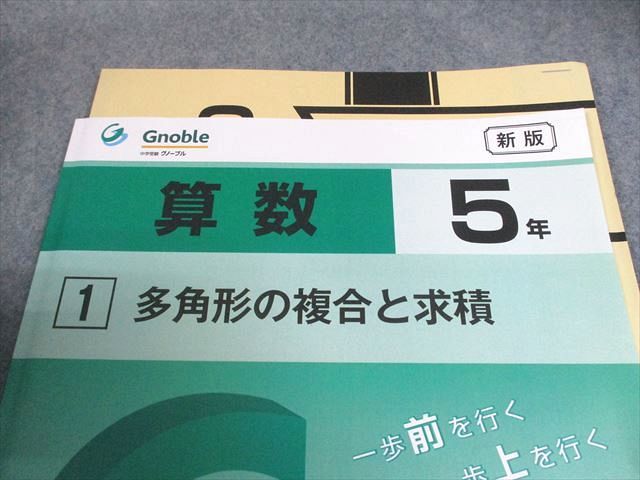 Gnoble
中学受験 グノーブル
新版
算数
5年
1 多角形の複合と求積
一歩前を行く
歩上を行く